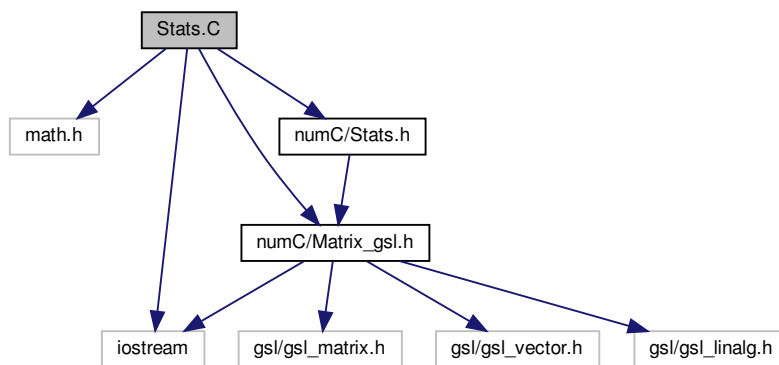 Stats.C
math.h
numC/Stats.h
numC/Matrix_gsl.h
iostream
gsl/gsl_matrix.h
gsl/gsl_vector.h
gsl/gsl_linalg.h